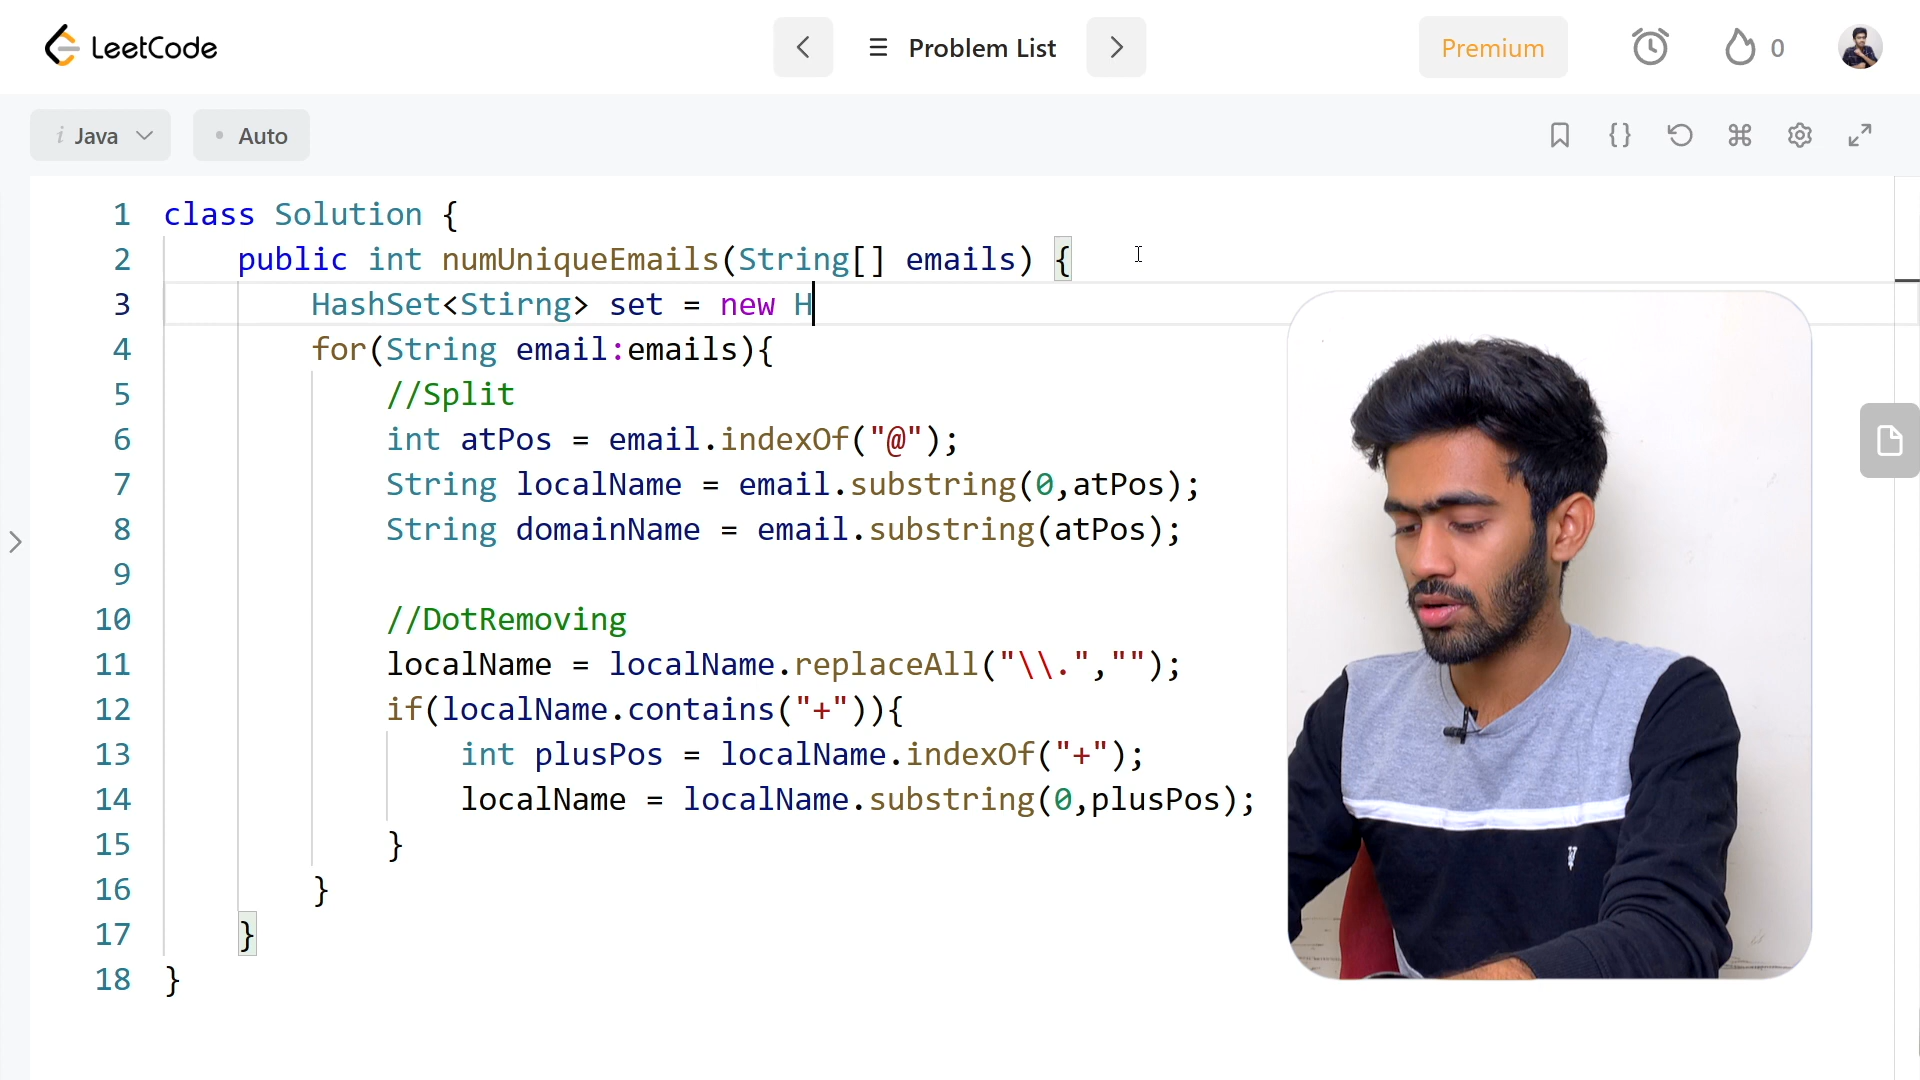 LeetCode
Problem List
Premium
0
i Java
Auto
1 class Solution {
2 public int numUniqueEmails(String[] emails) {
3 HashSet<Stirng> set = new H
4 for(String email:emails){
5 //Split
6 int atPos = email.indexOf("@");
7 String localName = email.substring(0,atPos);
8 String domainName = email.substring(atPos);
9
10 //DotRemoving
11 localName = localName.replaceAll("\\.","");
12 if(localName.contains("+")){
13 int plusPos = localName.indexOf("+");
14 localName = localName.substring(0,plusPos);
15 }
16 }
17 }
18 }